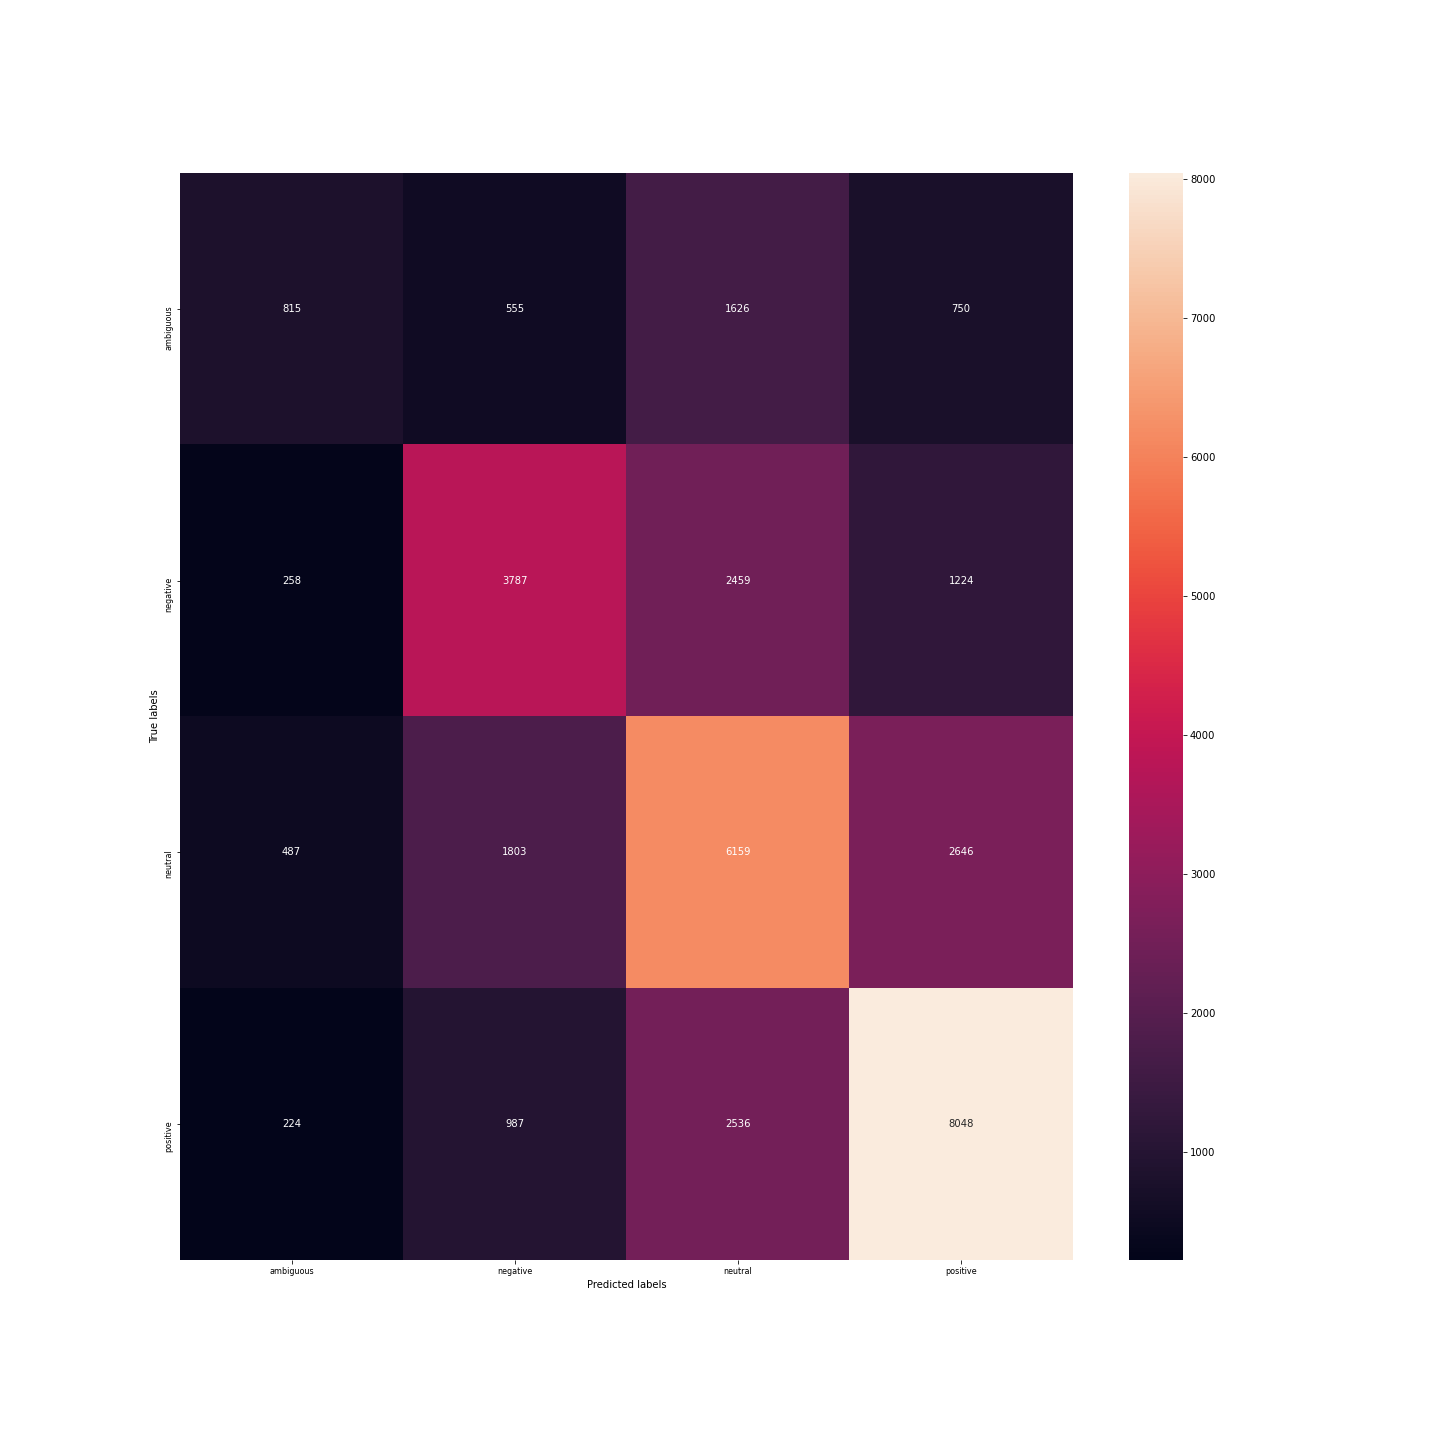 8000
815 555 1626 750
ambiguous
7000
6000
258 3787 2459 1224
negative
5000
True labels
4000
487 1803 6159 2646
neutral
3000
2000
224 987 2536 8048
positive
1000
ambiguous negative neutral positive
Predicted labels